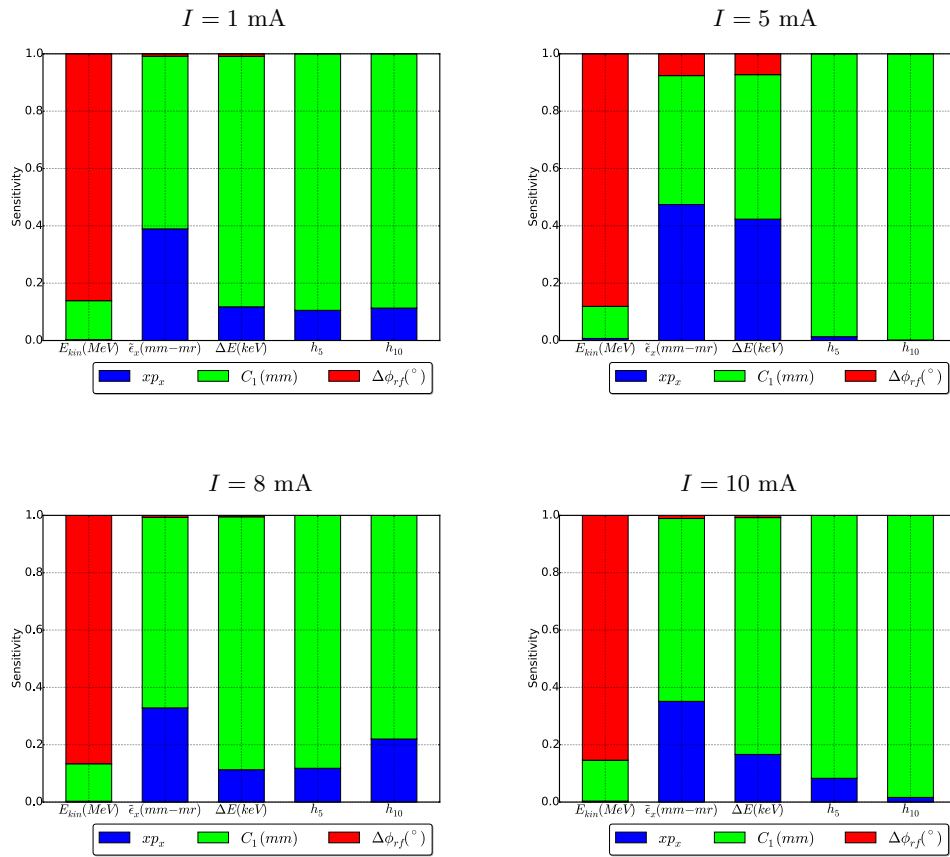 I = 1 mA
1.0
0.8
0.6
0.4
0.2
0.0
Sensitivity
E_kin(MeV) ε̃_x(mm−mr) ΔE(keV) h_5 h_10
xp_x C_1(mm) Δϕ_rf(°)
I = 5 mA
1.0
0.8
0.6
0.4
0.2
0.0
Sensitivity
E_kin(MeV) ε̃_x(mm−mr) ΔE(keV) h_5 h_10
xp_x C_1(mm) Δϕ_rf(°)
I = 8 mA
1.0
0.8
0.6
0.4
0.2
0.0
Sensitivity
E_kin(MeV) ε̃_x(mm−mr) ΔE(keV) h_5 h_10
xp_x C_1(mm) Δϕ_rf(°)
I = 10 mA
1.0
0.8
0.6
0.4
0.2
0.0
Sensitivity
E_kin(MeV) ε̃_x(mm−mr) ΔE(keV) h_5 h_10
xp_x C_1(mm) Δϕ_rf(°)